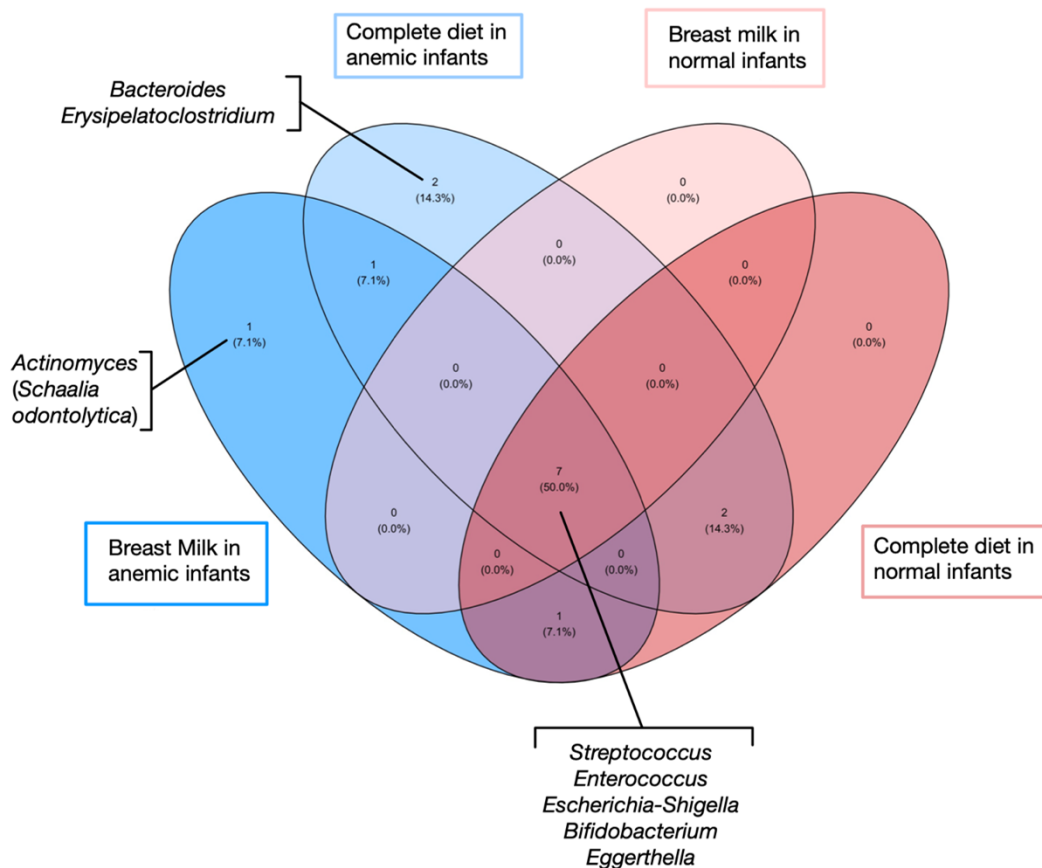 Complete diet in
anemic infants
Breast milk in
normal infants
Bacteroides
Erysipelatoclostridium
2
(14.3%)
0
(0.0%)
1
(7.1%)
0
(0.0%)
0
(0.0%)
1
(7.1%)
0
(0.0%)
Actinomyces
(Schaalia
odontolytica)
0
(0.0%)
0
(0.0%)
7
(50.0%)
0
(0.0%)
2
(14.3%)
Breast Milk in
anemic infants
0
(0.0%)
0
(0.0%)
Complete diet in
normal infants
1
(7.1%)
Streptococcus
Enterococcus
Escherichia-Shigella
Bifidobacterium
Eggerthella